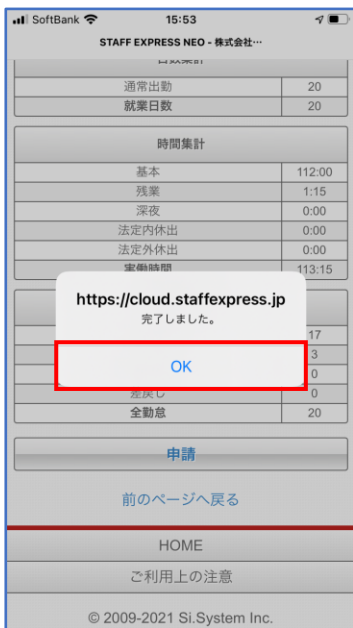 SoftBank 15:53
STAFF EXPRESS NEO - 株式会社…
日数集計
通常出勤 20
就業日数 20
時間集計
基本 112:00
残業 1:15
深夜 0:00
法定内休出 0:00
法定外休出 0:00
実働時間 113:15
https://cloud.staffexpress.jp
完了しました。
17
3
OK
0
差戻し 0
全勤怠 20
申請
前のページへ戻る
HOME
ご利用上の注意
© 2009-2021 Si.System Inc.